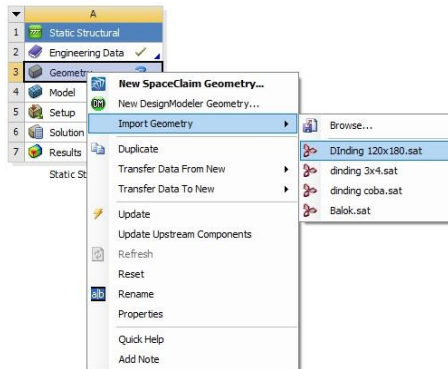 A
1 Static Structural
2 Engineering Data
3 Geometry
4 Model
5 Setup
6 Solution
7 Results
Static St
New SpaceClaim Geometry...
New DesignModeler Geometry...
Import Geometry
Duplicate
Transfer Data From New
Transfer Data To New
Update
Update Upstream Components
Refresh
Reset
a|b Rename
Properties
Quick Help
Add Note
Browse...
DInding 120x180.sat
dinding 3x4.sat
dinding coba.sat
Balok.sat